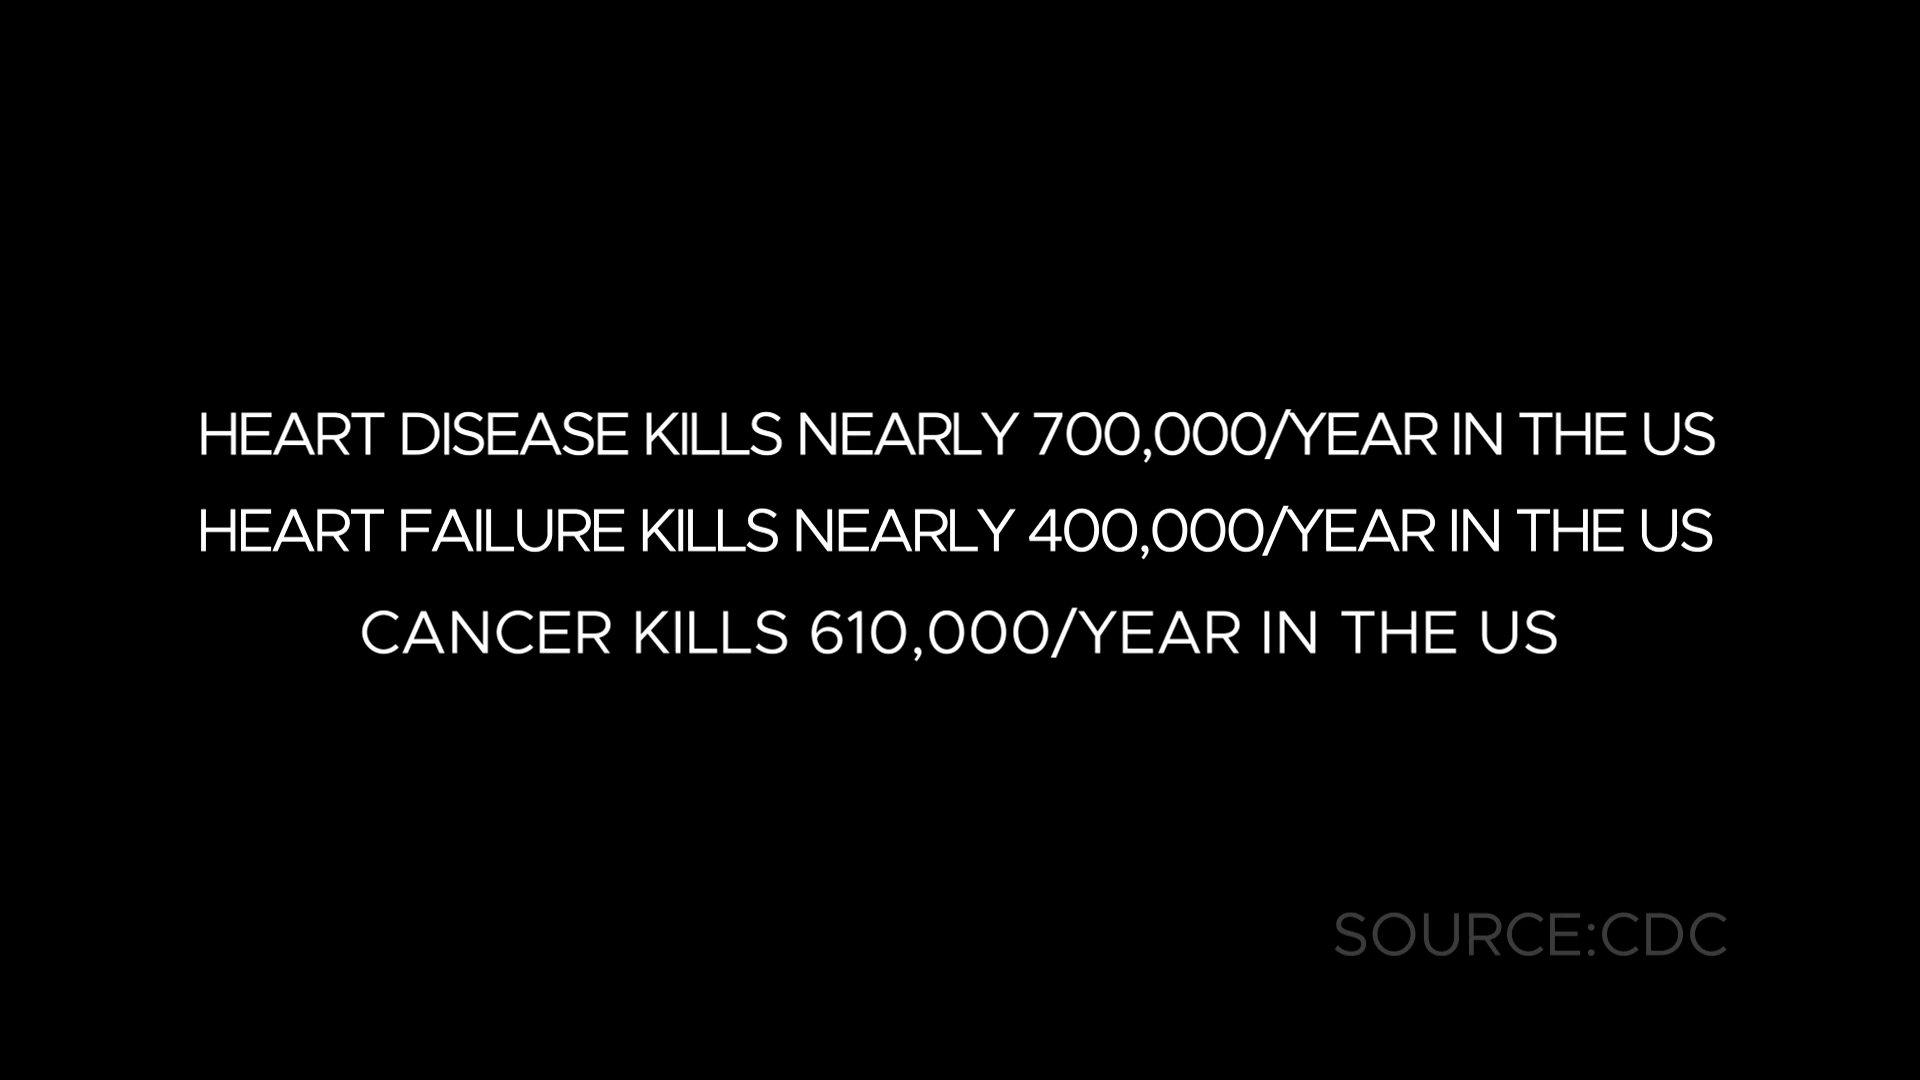 HEART DISEASE KILLS NEARLY 700,000/YEAR IN THE US
HEART FAILURE KILLS NEARLY 400,000/YEAR IN THE US
CANCER KILLS 610,000/YEAR IN THE US
SOURCE:CDC